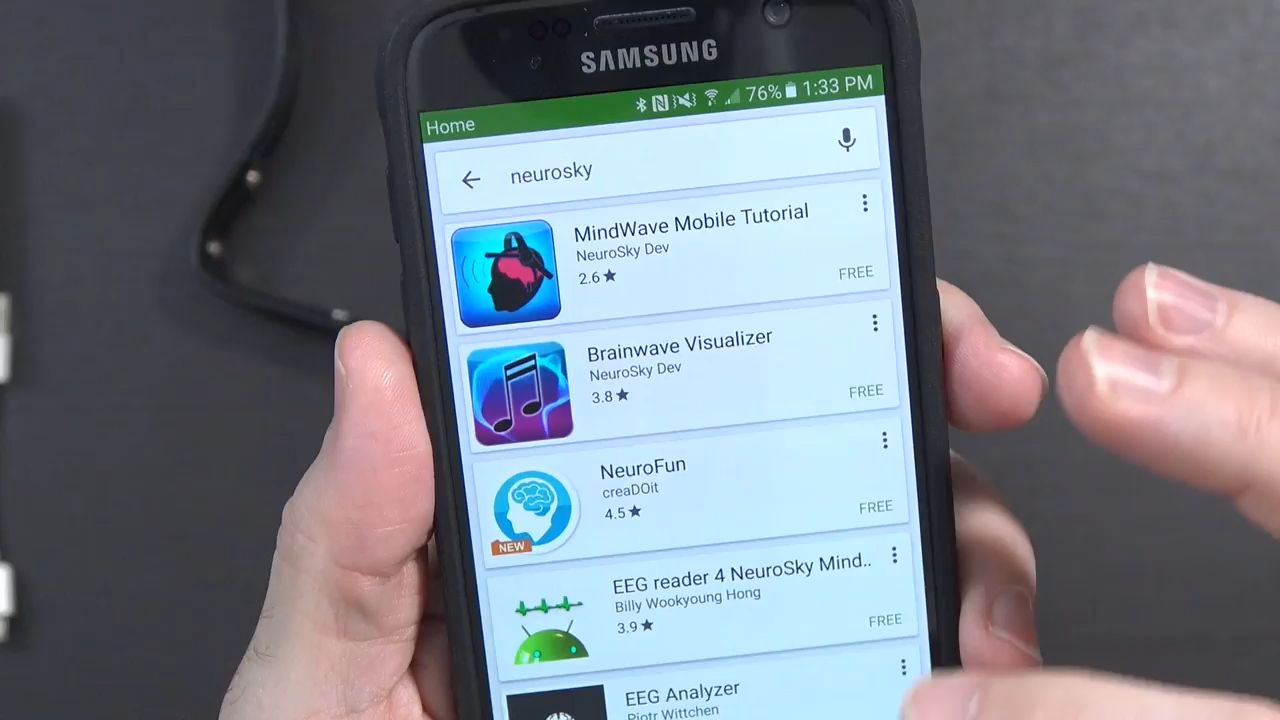 SAMSUNG
Home 76% 1:33 PM
neurosky
MindWave Mobile Tutorial
NeuroSky Dev
2.6★
FREE
Brainwave Visualizer
NeuroSky Dev
3.8★
FREE
NeuroFun
creaDOit
4.5★
NEW
FREE
EEG reader 4 NeuroSky Mind..
Billy Wookyoung Hong
3.9★
FREE
EEG Analyzer
Piotr Wittchen